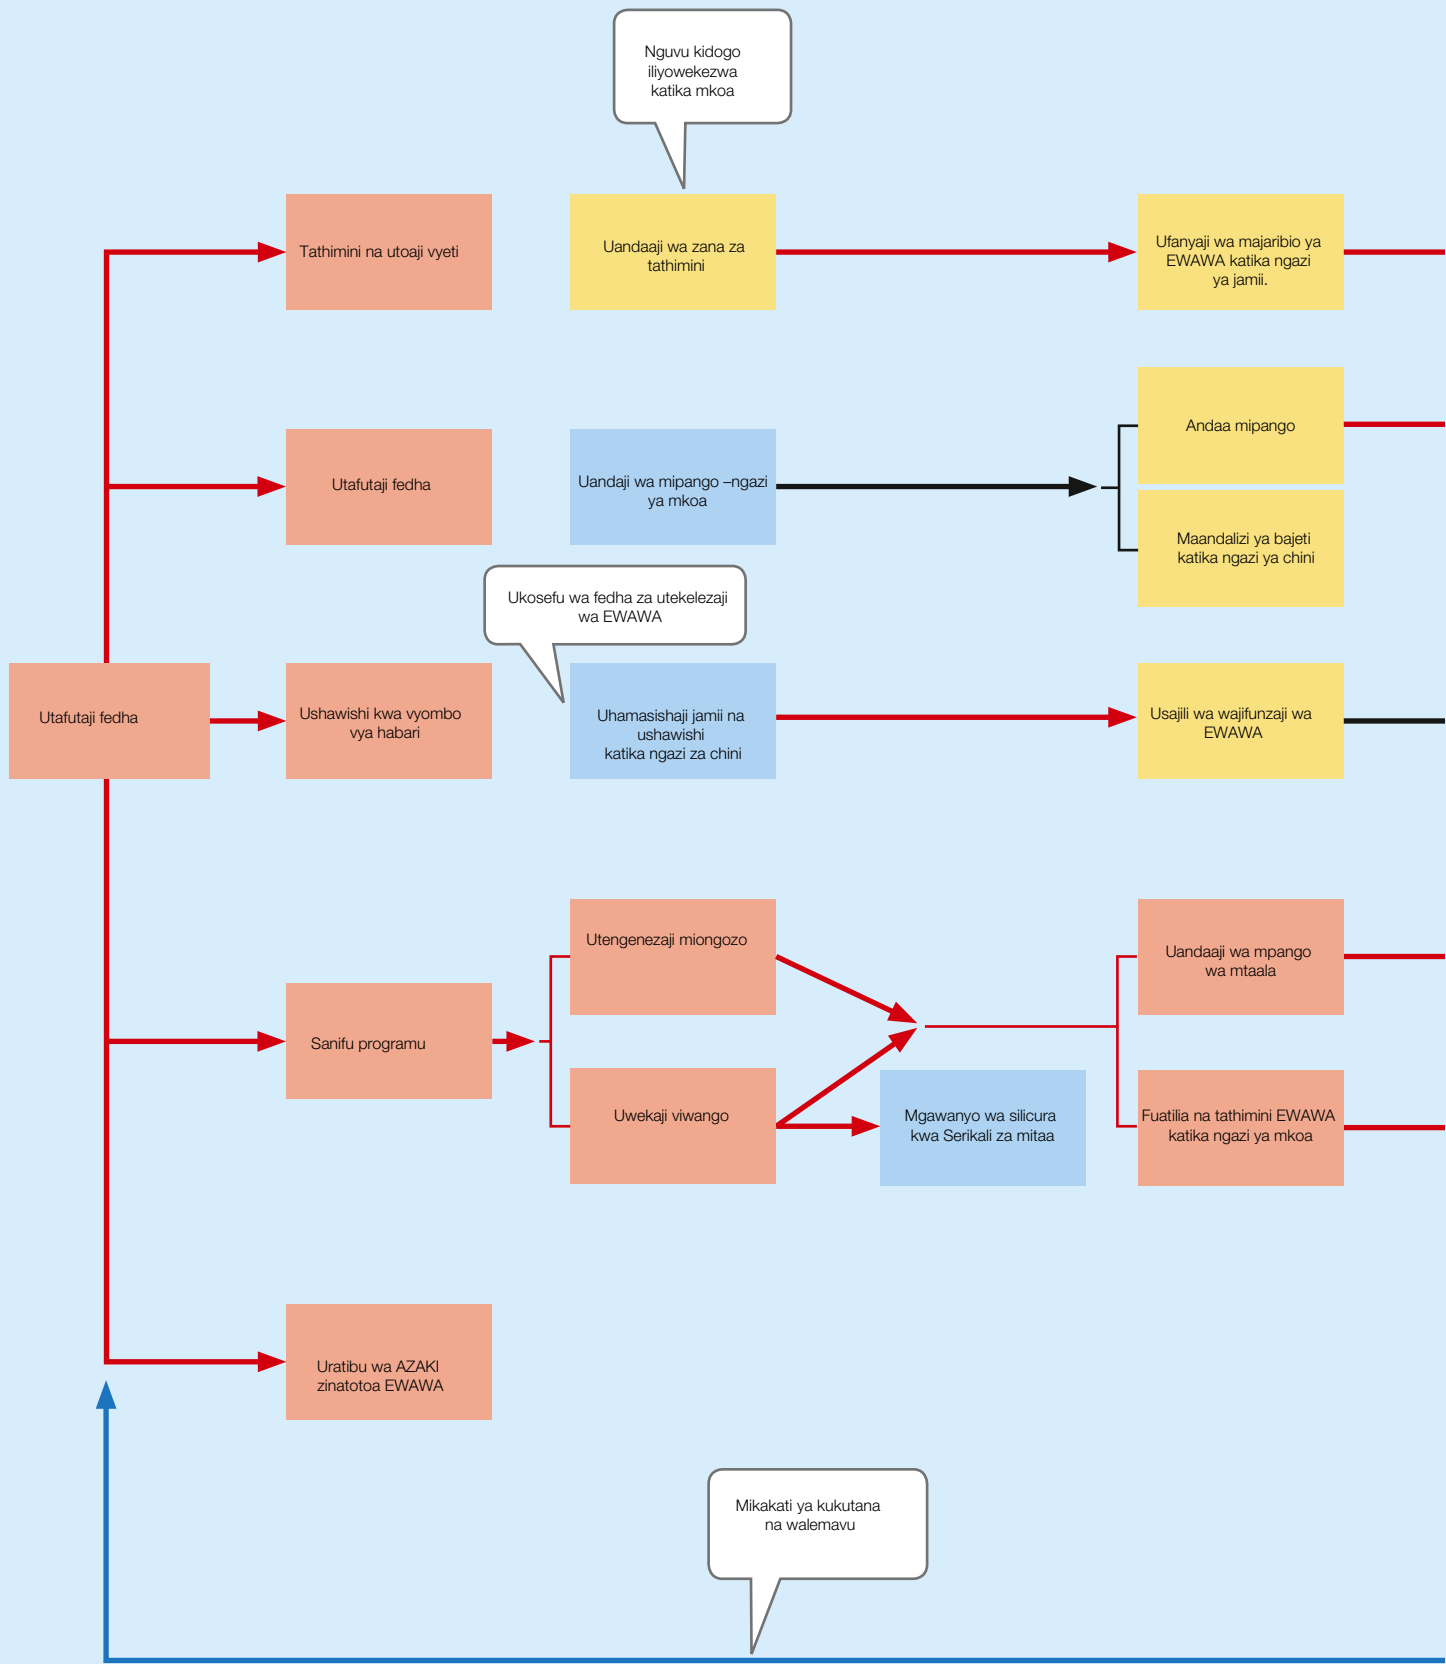 Nguvu kidogo
iliyowekezwa
katika mkoa
Tathimini na utoaji vyeti
Uandaaji wa zana za
tathimini
Ufanyaji wa majaribio ya
EWAWA katika ngazi
ya jamii.
Utafutaji fedha
Uandaji wa mipango –ngazi
ya mkoa
Andaa mipango
Maandalizi ya bajeti
katika ngazi ya chini
Ukosefu wa fedha za utekelezaji
wa EWAWA
Utafutaji fedha
Ushawishi kwa vyombo
vya habari
Uhamasishaji jamii na
ushawishi
katika ngazi za chini
Usajili wa wajifunzaji wa
EWAWA
Sanifu programu
Utengenezaji miongozo
Uwekaji viwango
Mgawanyo wa silicura
kwa Serikali za mitaa
Uandaaji wa mpango
wa mtaala
Fuatilia na tathimini EWAWA
katika ngazi ya mkoa
Uratibu wa AZAKI
zinatotoa EWAWA
Mikakati ya kukutana
na walemavu